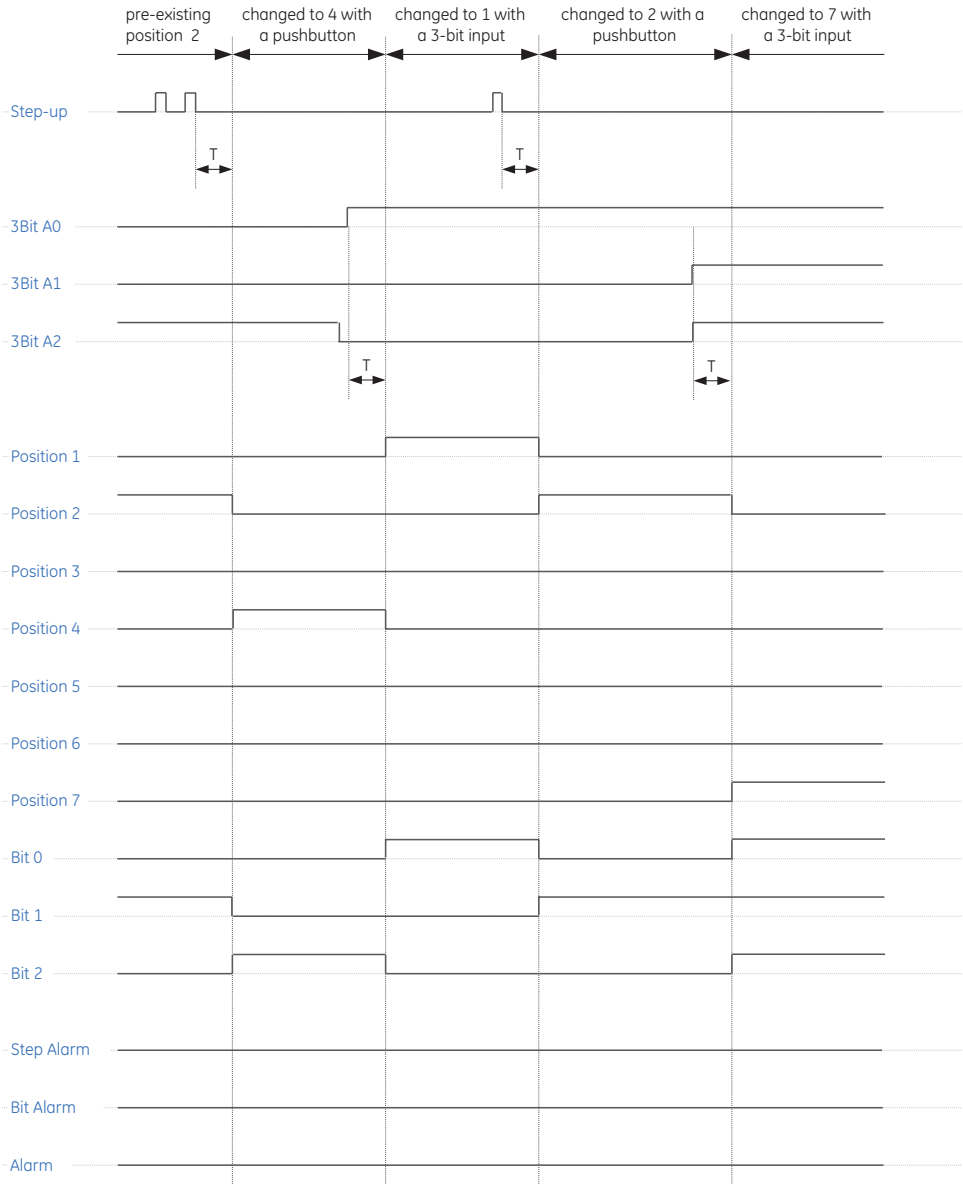 pre-existing
position 2
changed to 4 with
a pushbutton
changed to 1 with
a 3-bit input
changed to 2 with a
pushbutton
changed to 7 with
a 3-bit input
Step-up
T
T
3Bit A0
3Bit A1
3Bit A2
T
T
Position 1
Position 2
Position 3
Position 4
Position 5
Position 6
Position 7
Bit 0
Bit 1
Bit 2
Step Alarm
Bit Alarm
Alarm